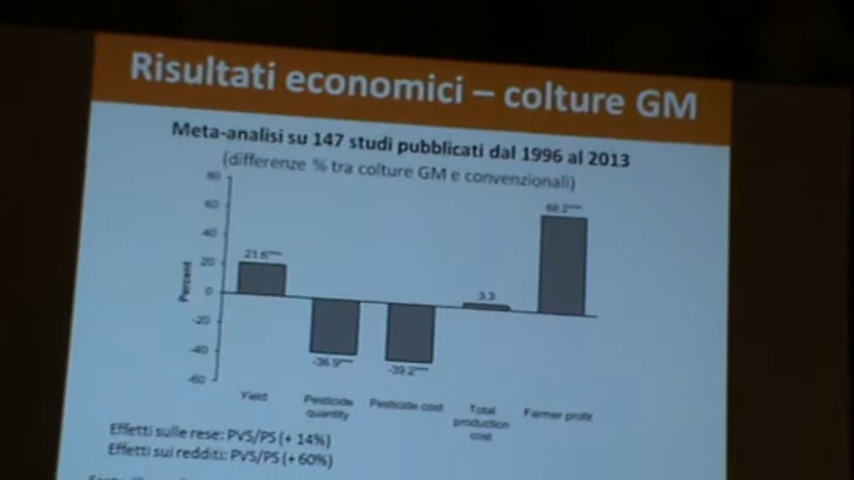 Risultati economici – colture GM
Meta-analisi su 147 studi pubblicati dal 1996 al 2013
(differenze % tra colture GM e convenzionali)
80
60
40
20
0
-20
-40
-60
Percent
21.6***
-36.9***
-39.2***
3.3
68.2***
Yield
Pesticide quantity
Pesticide cost
Total production cost
Farmer profit
Effetti sulle rese: PVS/PS (+ 14%)
Effetti sui redditi: PVS/PS (+ 60%)